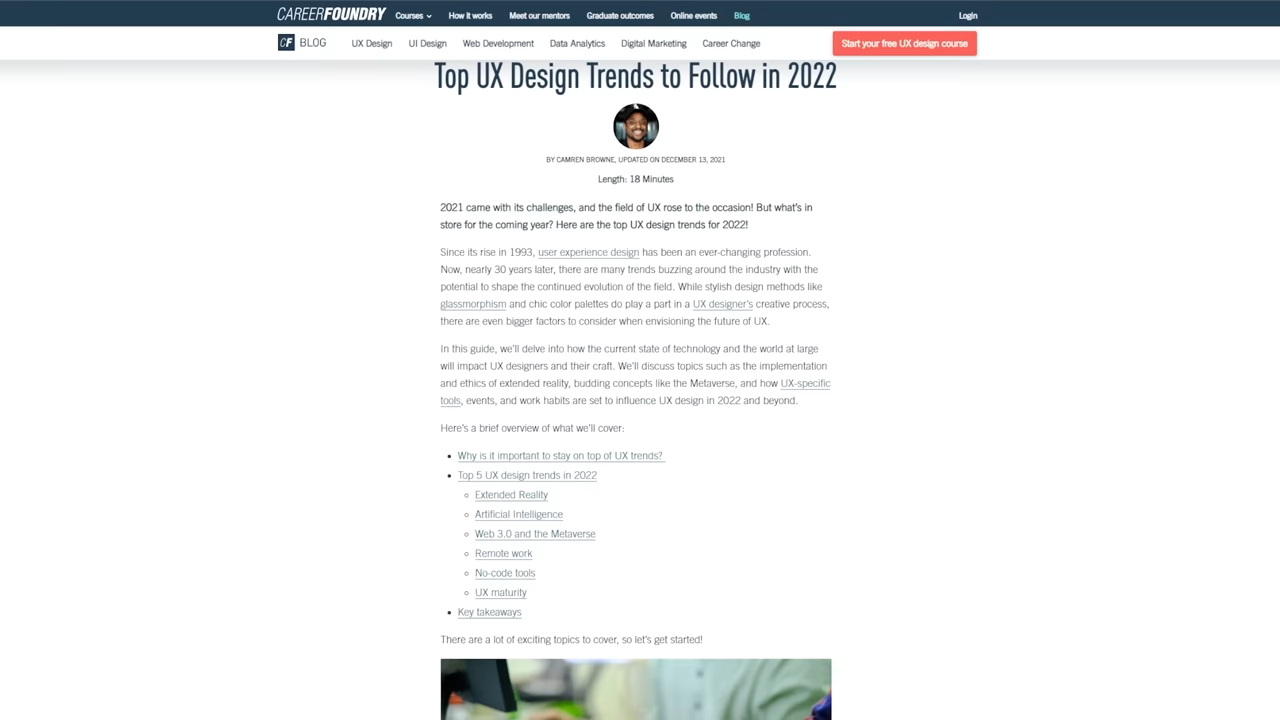 CAREERFOUNDRY Courses How it works Meet our mentors Graduate outcomes Online events Blog Login
CF BLOG UX Design UI Design Web Development Data Analytics Digital Marketing Career Change Start your free UX design course
Top UX Design Trends to Follow in 2022
BY CAMREN BROWNE, UPDATED ON DECEMBER 13, 2021
Length: 18 Minutes
2021 came with its challenges, and the field of UX rose to the occasion! But what's in
store for the coming year? Here are the top UX design trends for 2022!
Since its rise in 1993, user experience design has been an ever-changing profession.
Now, nearly 30 years later, there are many trends buzzing around the industry with the
potential to shape the continued evolution of the field. While stylish design methods like
glassmorphism and chic color palettes do play a part in a UX designer's creative process,
there are even bigger factors to consider when envisioning the future of UX.
In this guide, we'll delve into how the current state of technology and the world at large
will impact UX designers and their craft. We'll discuss topics such as the implementation
and ethics of extended reality, budding concepts like the Metaverse, and how UX-specific
tools, events, and work habits are set to influence UX design in 2022 and beyond.
Here's a brief overview of what we'll cover:
Why is it important to stay on top of UX trends?
Top 5 UX design trends in 2022
Extended Reality
Artificial Intelligence
Web 3.0 and the Metaverse
Remote work
No-code tools
UX maturity
Key takeaways
There are a lot of exciting topics to cover, so let's get started!